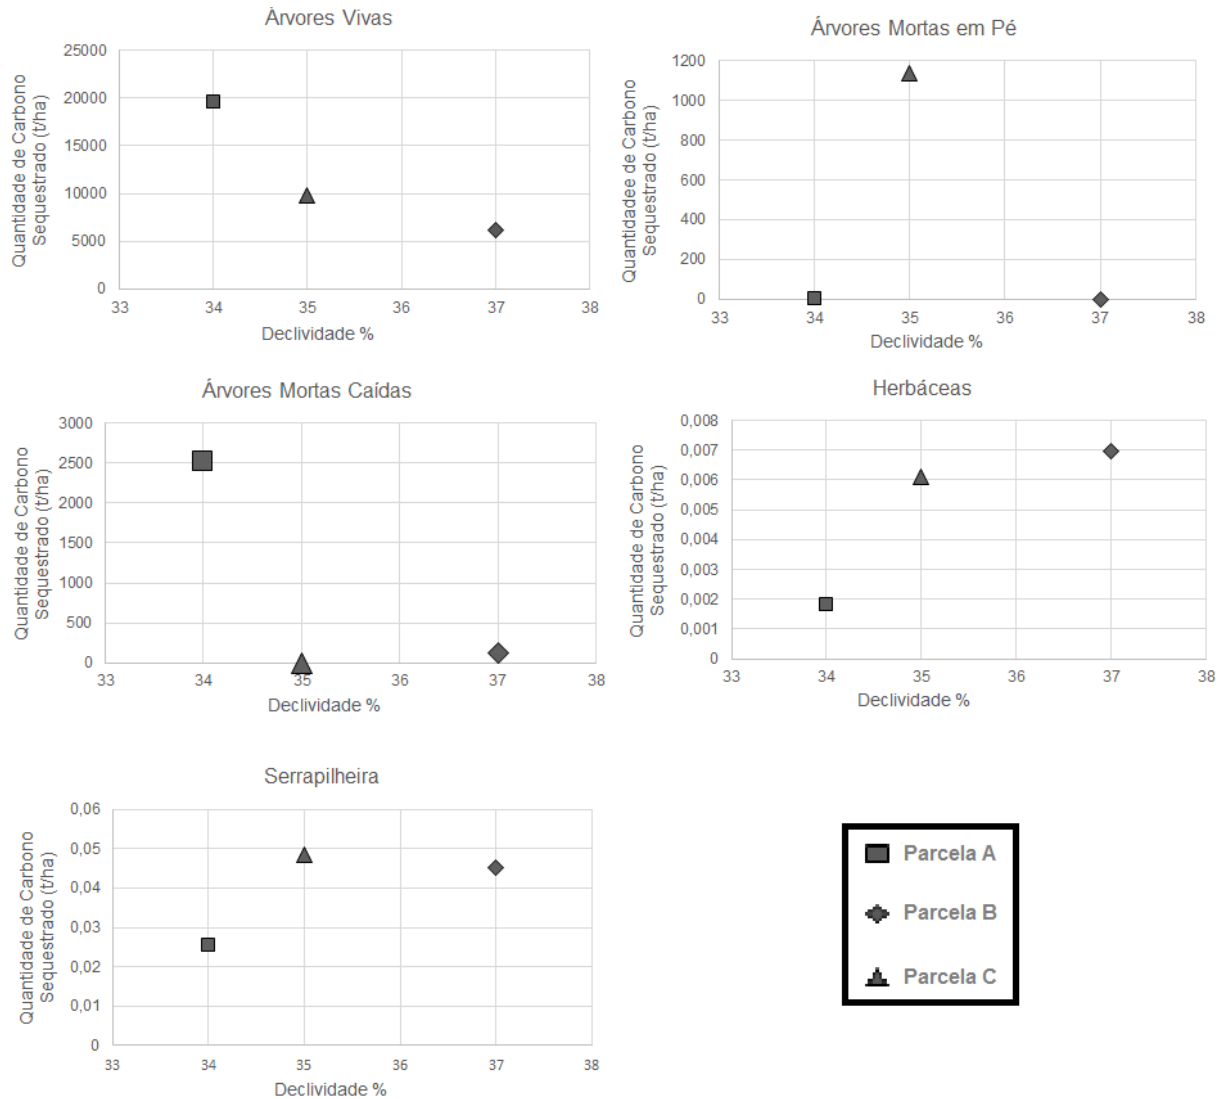 Árvores Vivas
Quantidade de Carbono
Sequestrado (t/ha)
25000
20000
15000
10000
5000
0
33 34 35 36 37 38
Declividade %
Árvores Mortas em Pé
Quantidadee de Carbono
Sequestrado (t/ha)
1200
1000
800
600
400
200
0
33 34 35 36 37 38
Declividade %
Árvores Mortas Caídas
Quantidade de Carbono
Sequestrado (t/ha)
3000
2500
2000
1500
1000
500
0
33 34 35 36 37 38
Declividade %
Herbáceas
Quantidade de Carbono
Sequestrado (t/ha)
0,008
0,007
0,006
0,005
0,004
0,003
0,002
0,001
0
33 34 35 36 37 38
Declividade %
Serrapilheira
Quantidade de Carbono
Sequestrado (t/ha)
0,06
0,05
0,04
0,03
0,02
0,01
0
33 34 35 36 37 38
Declividade %
Parcela A
Parcela B
Parcela C